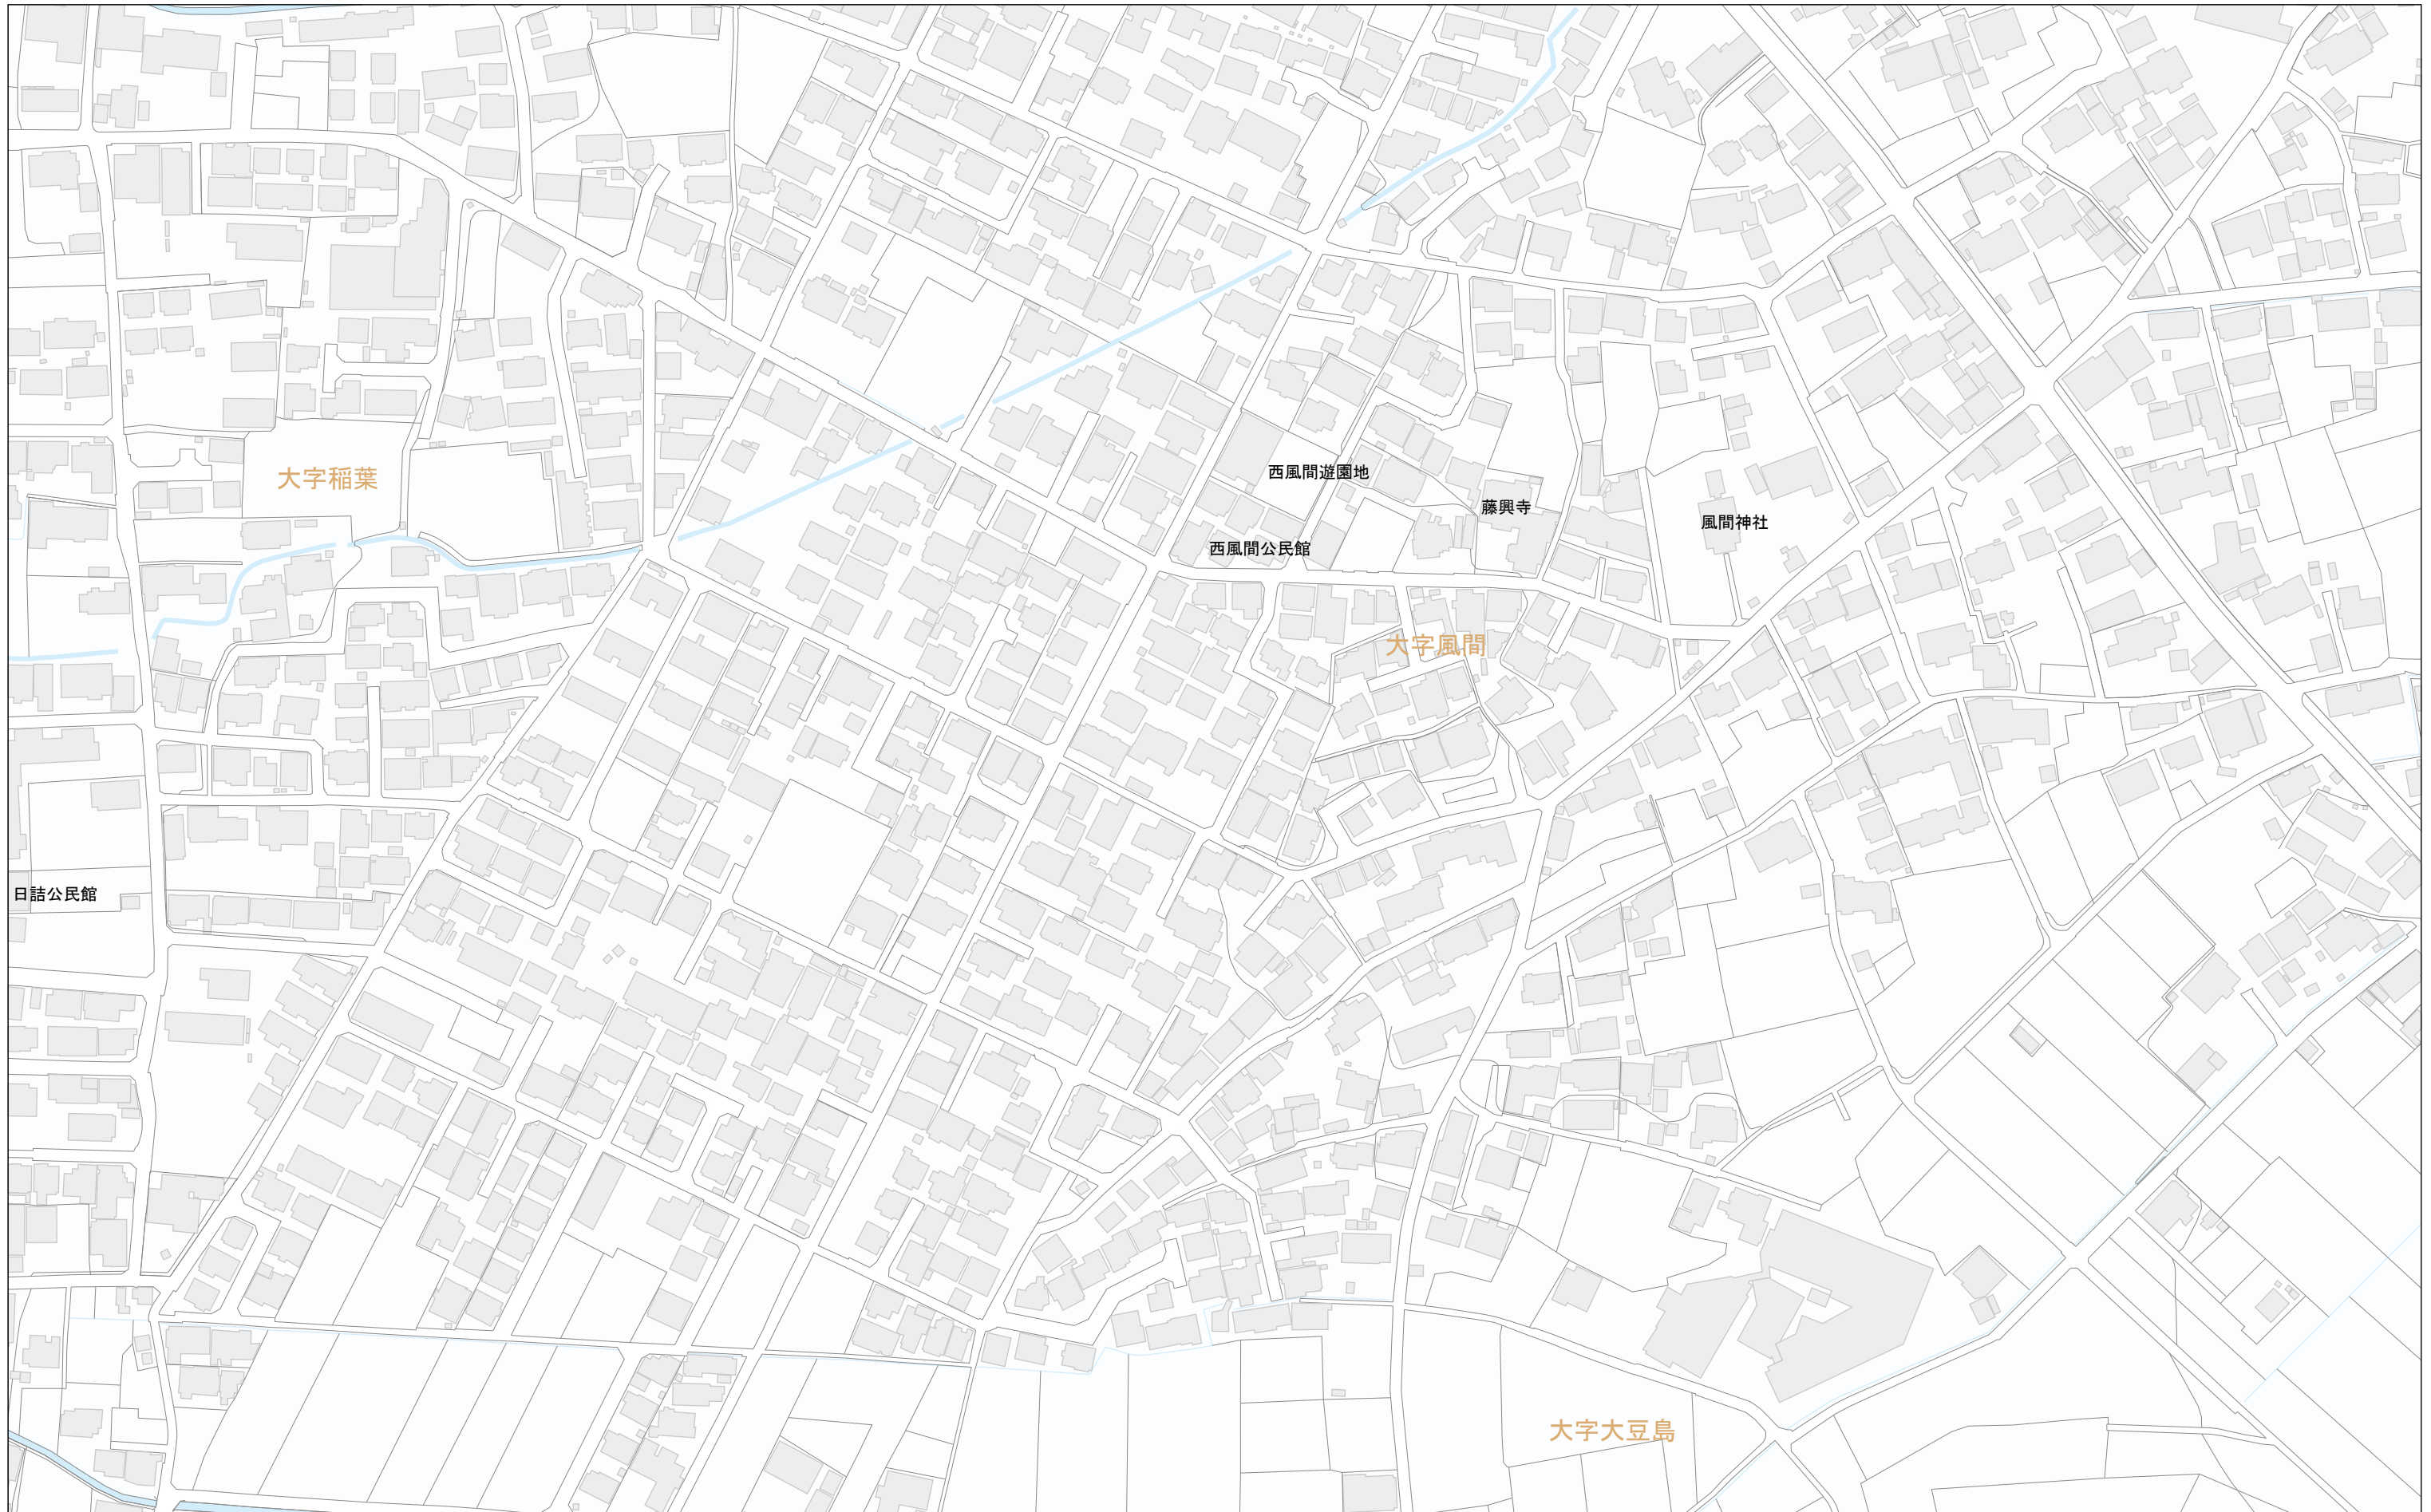 西風間遊園地
大字稲葉
藤興寺
風間神社
西風間公民館
大字風間
日詰公民館
大字大豆島